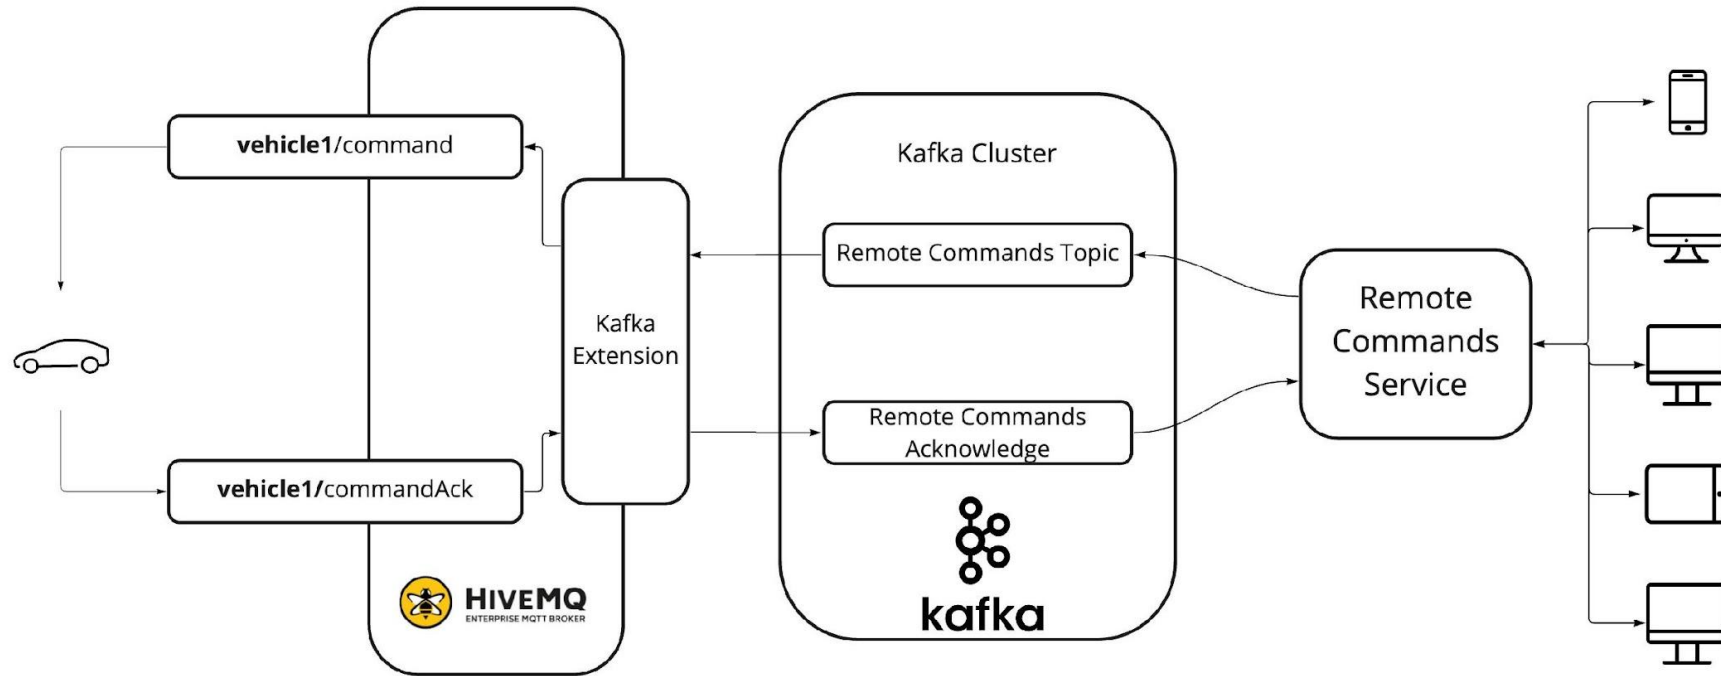 vehicle1/command
Kafka
Extension
vehicle1/commandAck
HIVEMQ
ENTERPRISE MQTT BROKER
Kafka Cluster
Remote Commands Topic
Remote Commands
Acknowledge
kafka
Remote
Commands
Service